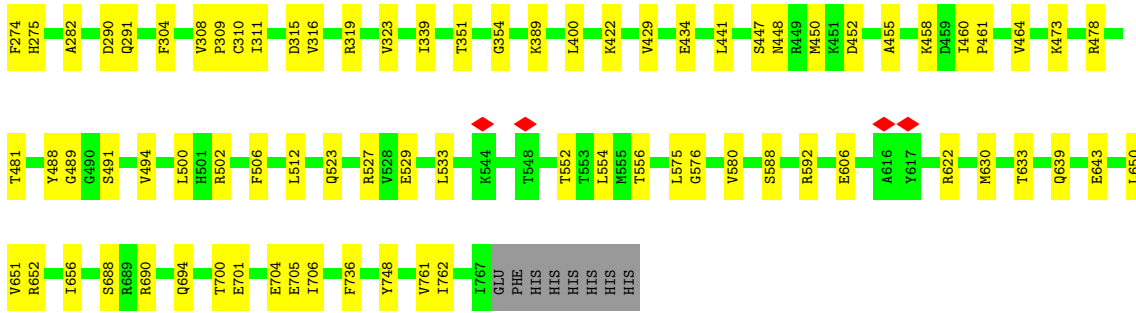 F274 H275 A282 D290 Q291 F304 V308 P309 C310 I311 D315 V316 R319 V323 I339 T351 G354 K389 L400 K422 V429 E434 L441 S447 N448 R449 M450 K451 D452 A455 K458 D459 I460 P461 V464 K473 R478
T481 Y488 G489 G490 S491 V494 L500 H501 R502 F506 L512 Q523 R527 V528 E529 L533 K544 T548 T552 T553 L554 M555 T556 L575 G576 V580 S588 R592 E606 A616 Y617 R622 M630 T633 Q639 E643 L650
V651 R652 I656 S688 R689 R690 Q694 T700 E701 E704 E705 I706 F736 Y748 V761 I762 I767 GLU PHE HIS HIS HIS HIS HIS HIS